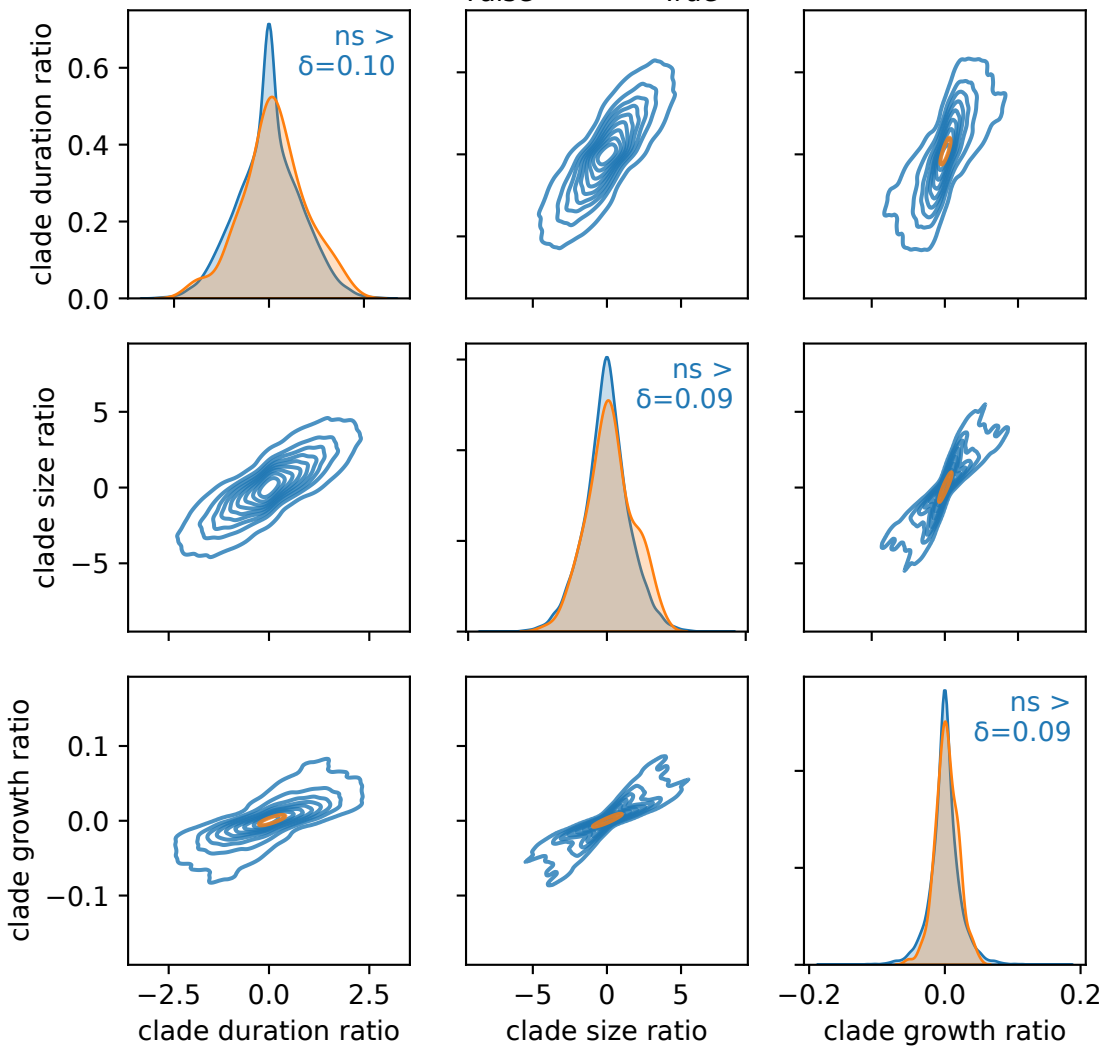 clade duration ratio
0.6
0.4
0.2
0.0
ns >
δ=0.10
clade size ratio
5
0
−5
−5
0
5
ns >
δ=0.09
clade growth ratio
0.1
0.0
−0.1
ns >
δ=0.09
−2.5
0.0
2.5
−5
0
5
−0.2
0.0
0.2
clade duration ratio
clade size ratio
clade growth ratio